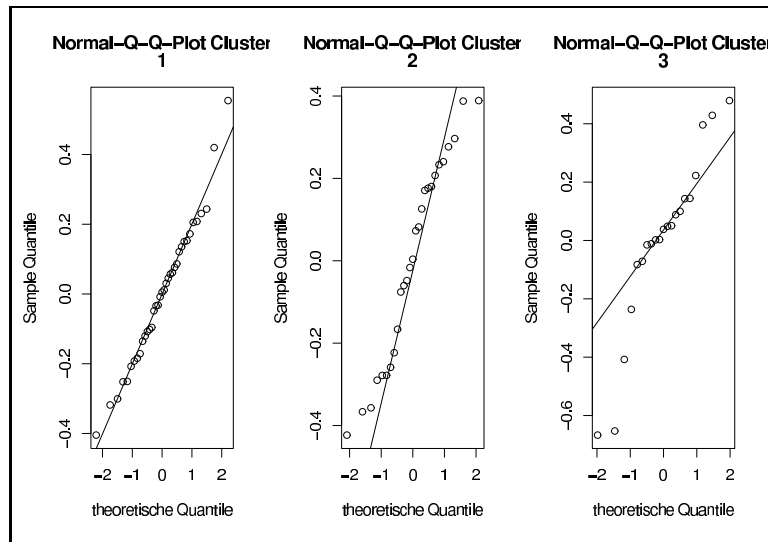 Normal-Q-Q-Plot Cluster
1
Sample Quantile
0.4
0.2
0.0
-0.2
-0.4
-2 -1 0 1 2
theoretische Quantile
Normal-Q-Q-Plot Cluster
2
Sample Quantile
0.4
0.2
0.0
-0.2
-0.4
-2 -1 0 1 2
theoretische Quantile
Normal-Q-Q-Plot Cluster
3
Sample Quantile
0.4
0.2
0.0
-0.2
-0.4
-0.6
-2 -1 0 1 2
theoretische Quantile